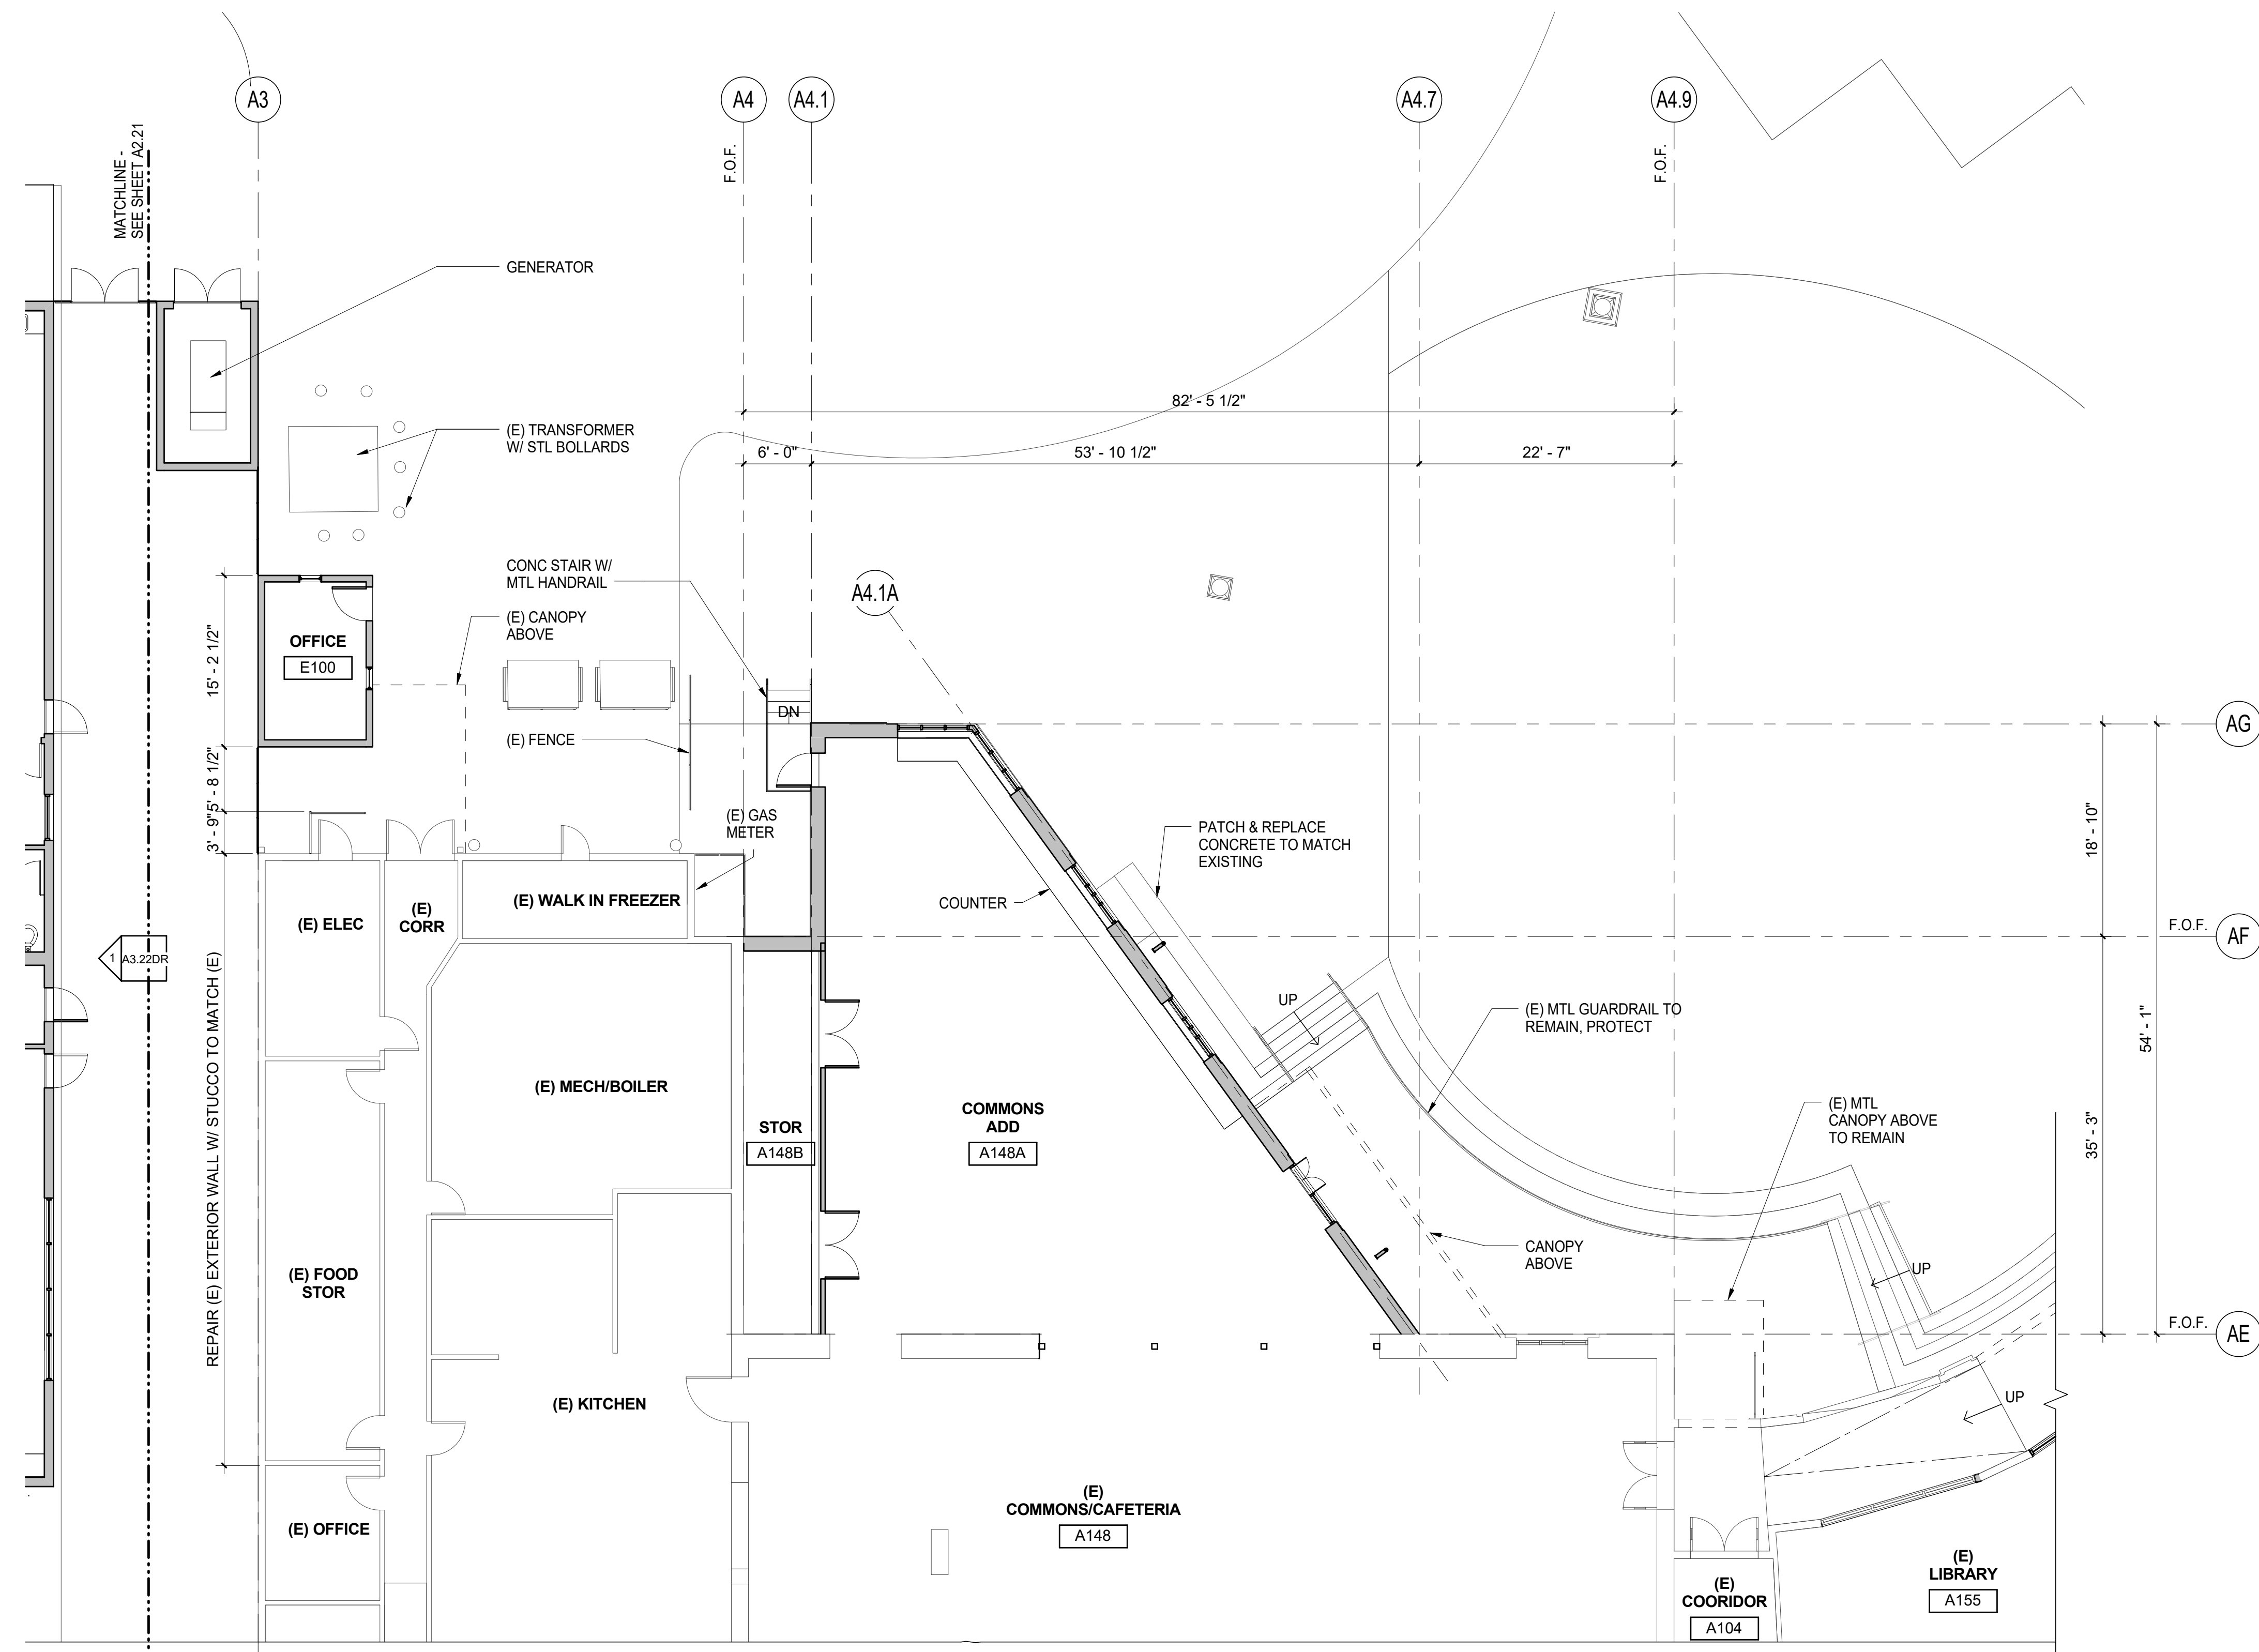 A3
A4
A4.1
A4.7
A4.9
MATCHLINE -
SEE SHEET A2.21
F.O.F.
F.O.F.
GENERATOR
82' - 5 1/2"
(E) TRANSFORMER
W/ STL BOLLARDS
6' - 0"
53' - 10 1/2"
22' - 7"
CONC STAIR W/
MTL HANDRAIL
A4.1A
(E) CANOPY
ABOVE
15' - 2 1/2"
OFFICE
E100
DN
AG
(E) FENCE
5' - 8 1/2"
3' - 9"
(E) GAS
METER
PATCH & REPLACE
CONCRETE TO MATCH
EXISTING
18' - 10"
(E) ELEC
(E)
CORR
(E) WALK IN FREEZER
COUNTER
F.O.F.
AF
1
A3.22DR
REPAIR (E) EXTERIOR WALL W/ STUCCO TO MATCH (E)
UP
(E) MTL GUARDRAIL TO
REMAIN, PROTECT
54' - 1"
(E) MECH/BOILER
STOR
A148B
COMMONS
ADD
A148A
(E) MTL
CANOPY ABOVE
TO REMAIN
35' - 3"
(E) FOOD
STOR
CANOPY
ABOVE
UP
F.O.F.
AE
(E) KITCHEN
UP
(E)
COMMONS/CAFETERIA
A148
(E) OFFICE
(E)
COORIDOR
A104
(E)
LIBRARY
A155